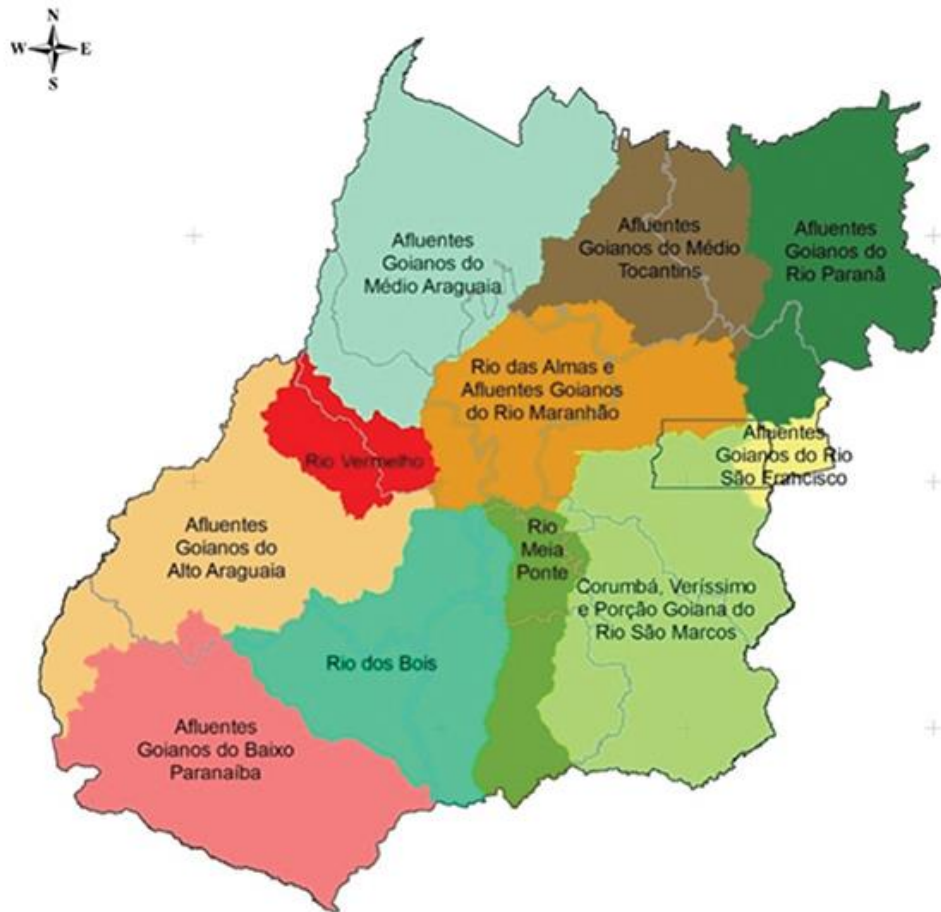 N
W E
S
Afluentes
Goianos do
Médio Araguaia
Afluentes
Goianos do Médio
Tocantins
Afluentes
Goianos do
Rio Paranã
Rio das Almas e
Afluentes Goianos
do Rio Maranhão
Afluentes
Goianos do Rio
São Francisco
Rio Vermelho
Afluentes
Goianos do
Alto Araguaia
Rio
Meia
Ponte
Corumbá, Veríssimo
e Porção Goiana do
Rio São Marcos
Rio dos Bois
Afluentes
Goianos do Baixo
Paranaíba